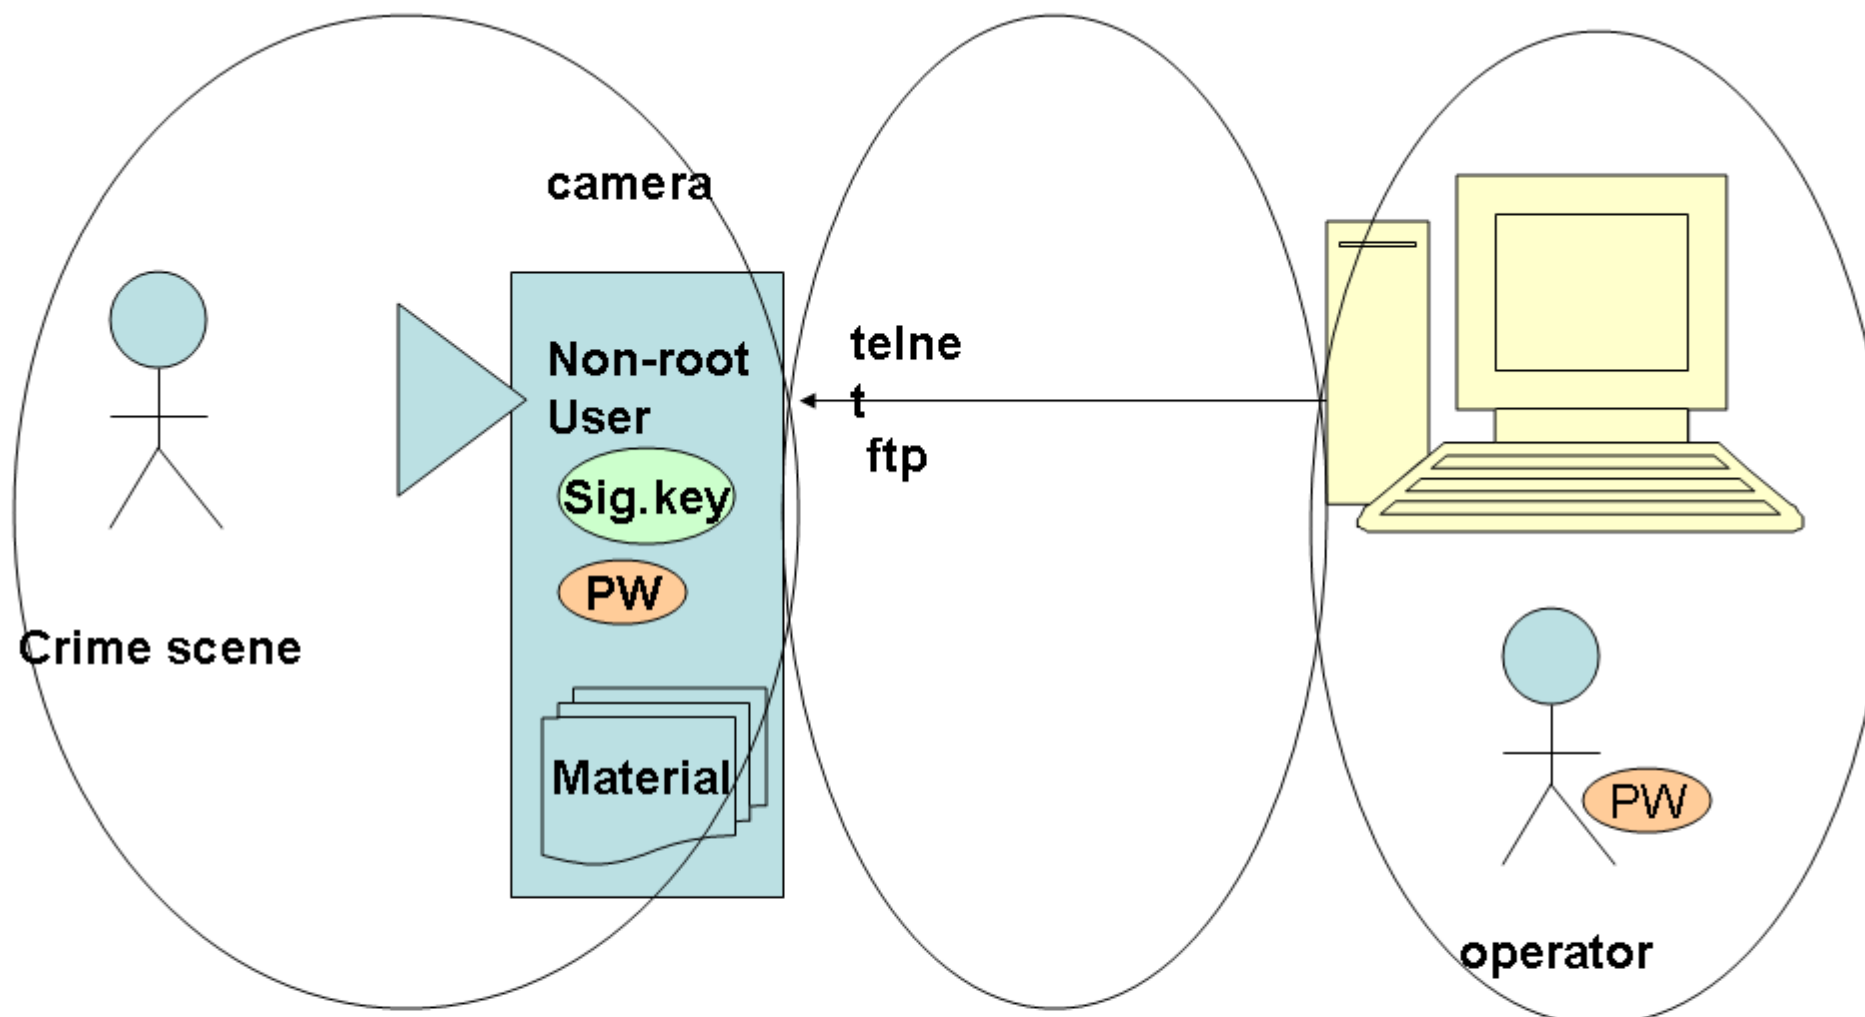 camera
Non-root
User
Sig.key
PW
Material
Crime scene
telne
t
ftp
PW
operator